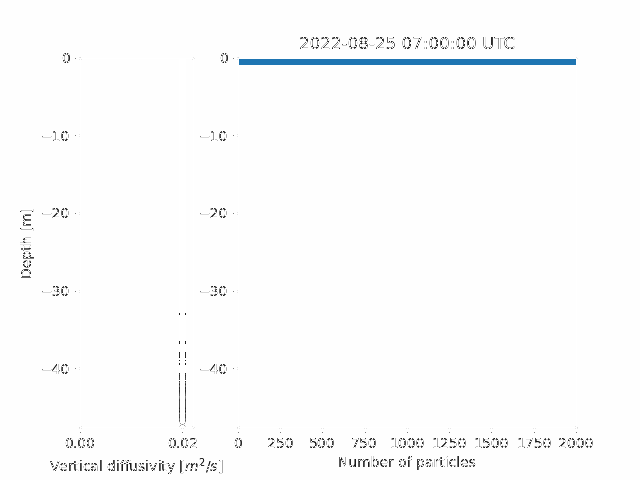 2022-08-25 07:00:00 UTC
0
−10
−20
−30
−40
Depth [m]
0.00 0.02
Vertical diffusivity [m²/s]
0
−10
−20
−30
−40
0 250 500 750 1000 1250 1500 1750 2000
Number of particles